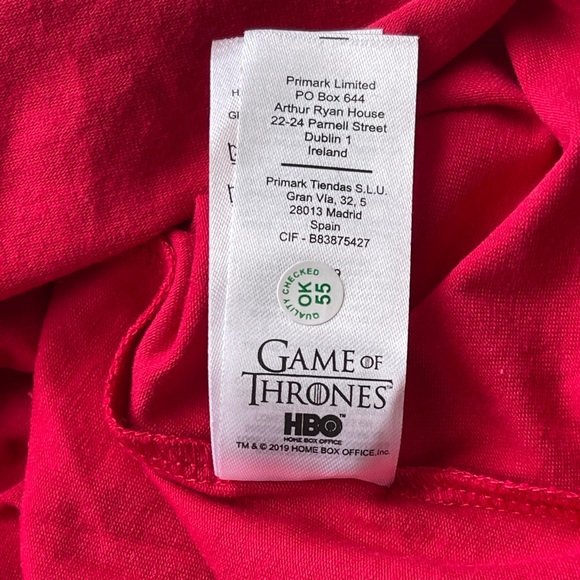 Primark Limited
PO Box 644
Arthur Ryan House
22-24 Parnell Street
Dublin 1
Ireland
Primark Tiendas S.L.U.
Gran Vía, 32, 5
28013 Madrid
Spain
CIF - B83875427
QUALITY CHECKED
OK
55
GAME OF
THRONES
HBO™
HOME BOX OFFICE
TM & © 2019 HOME BOX OFFICE,Inc.